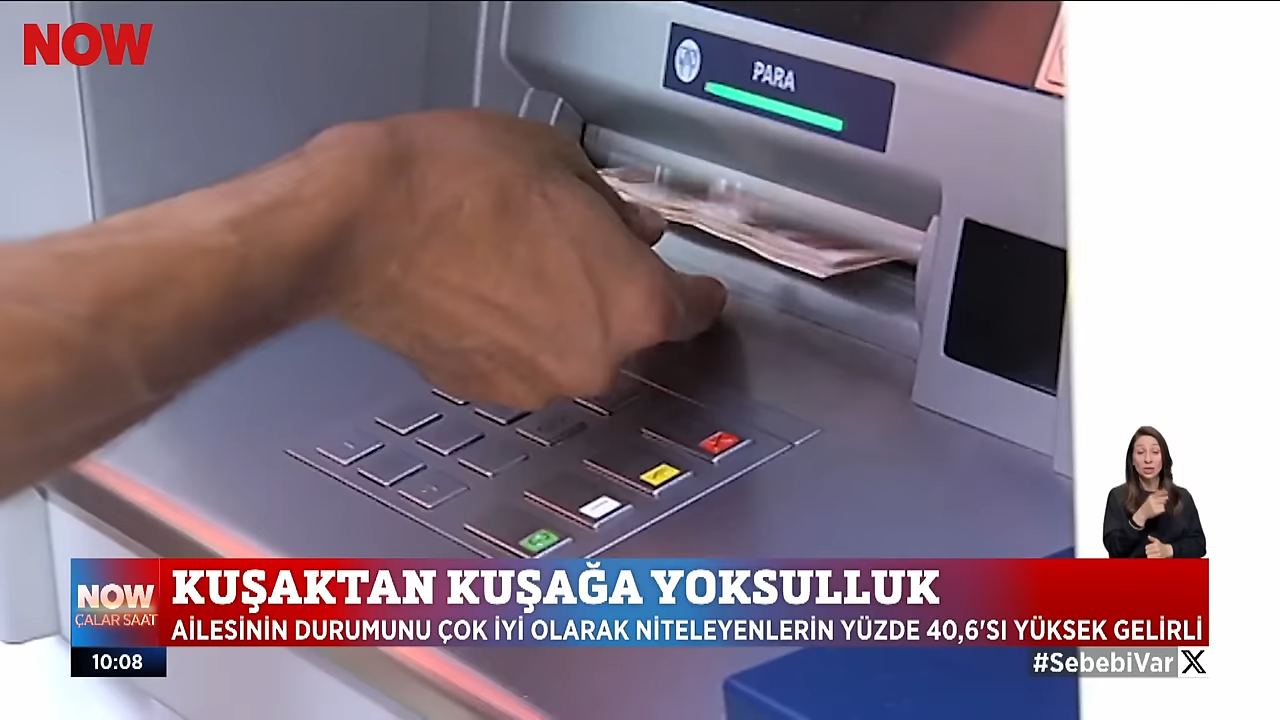 NOW
PARA
KUŞAKTAN KUŞAĞA YOKSULLUK
NOW
ÇALAR SAAT
AİLESİNİN DURUMUNU ÇOK İYİ OLARAK NİTELEYENLERİN YÜZDE 40,6'SI YÜKSEK GELİRLİ
10:08
#SebebiVar X